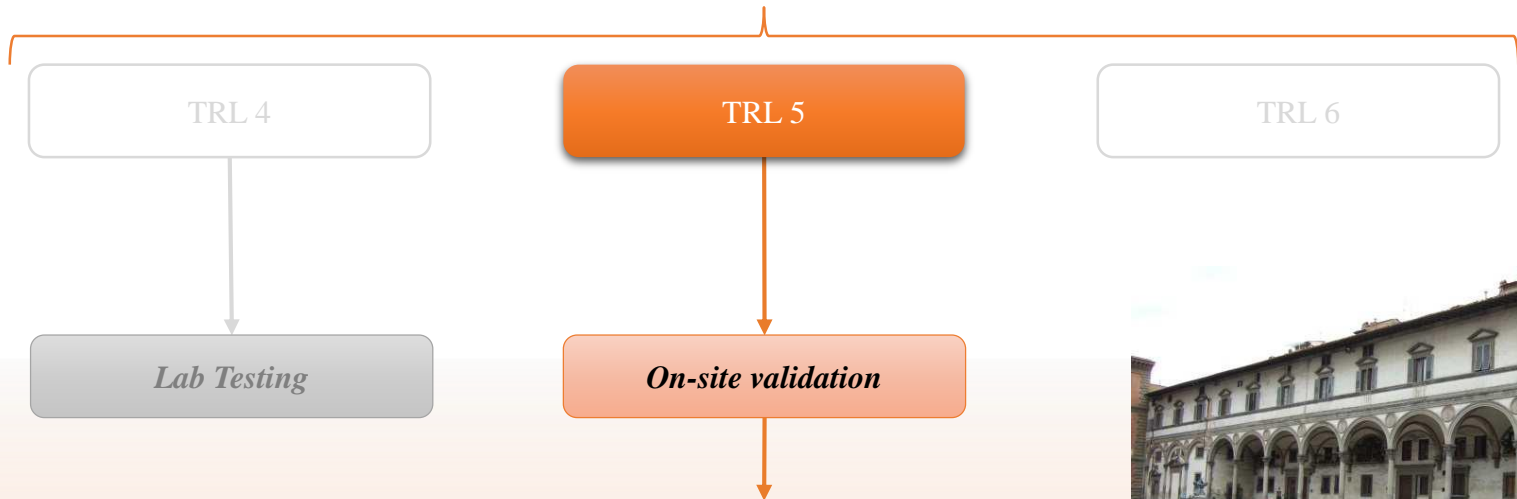 TRL 4
TRL 5
TRL 6
Lab Testing
On-site validation